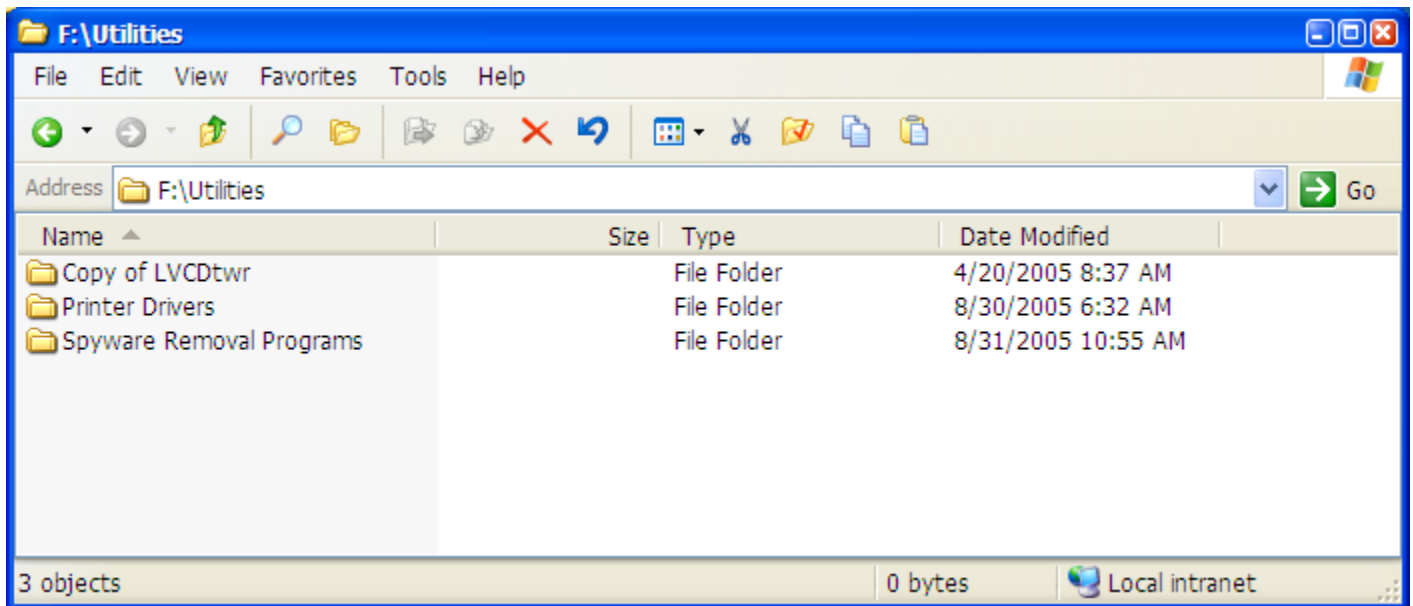 F:\Utilities
File Edit View Favorites Tools Help
Address F:\Utilities Go
Name Size Type Date Modified
Copy of LVCDtwr File Folder 4/20/2005 8:37 AM
Printer Drivers File Folder 8/30/2005 6:32 AM
Spyware Removal Programs File Folder 8/31/2005 10:55 AM
3 objects 0 bytes Local intranet